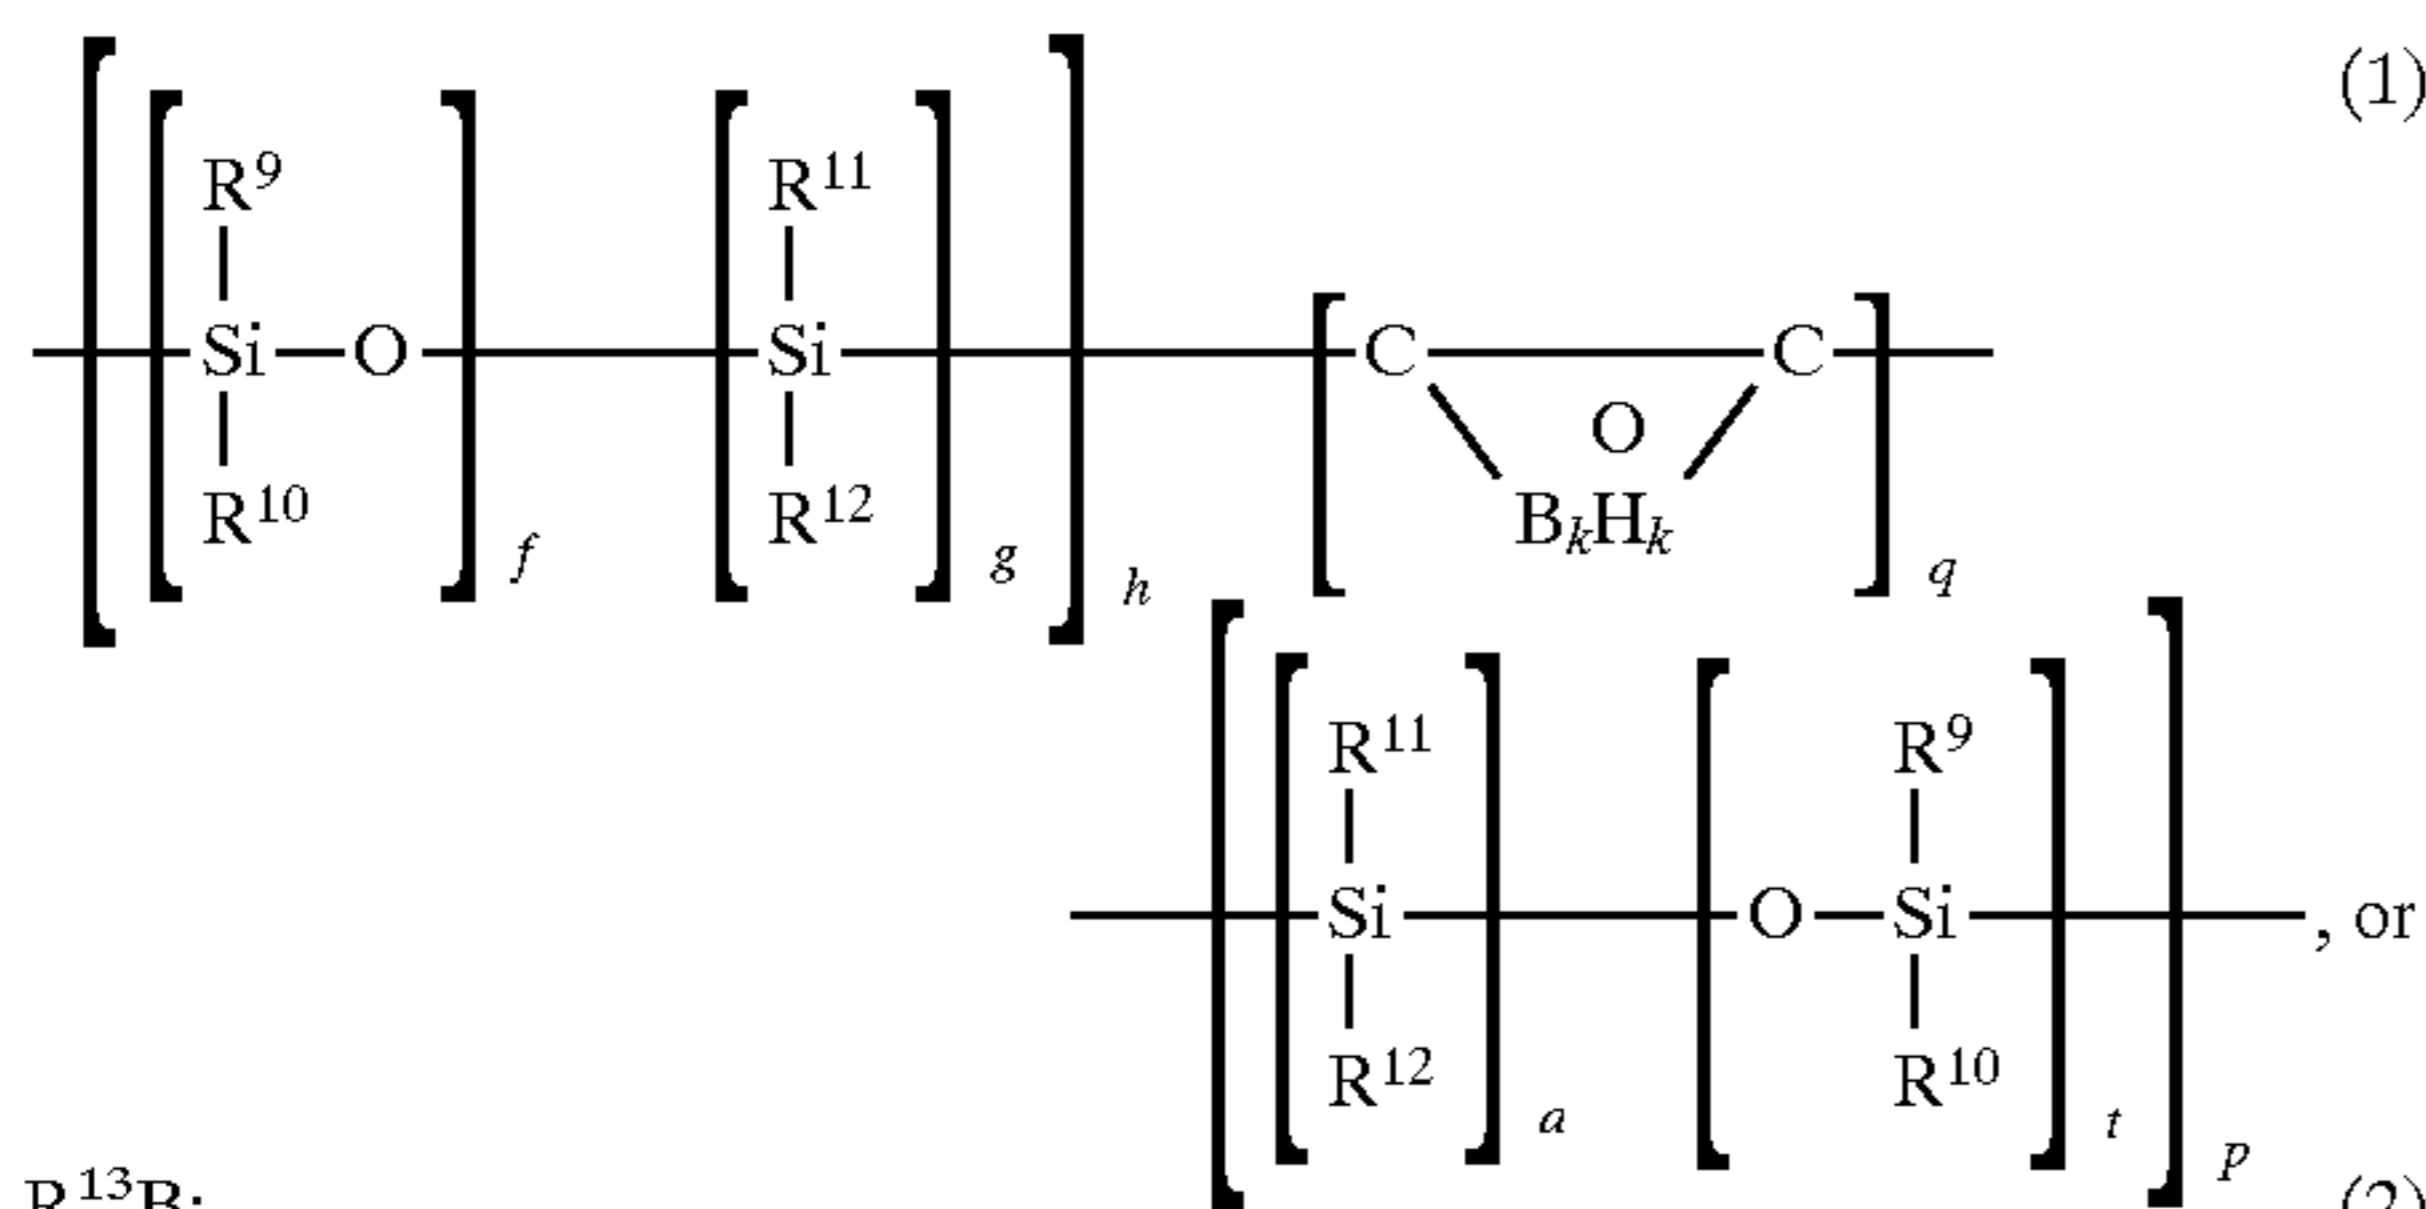 (1)
R⁹ R¹¹
Si—O Si C C
O
R¹⁰ R¹² BₖHₖ
f g h q
R¹¹ R⁹
Si O—Si , or
R¹² R¹⁰
a t p
R¹³B; (2)